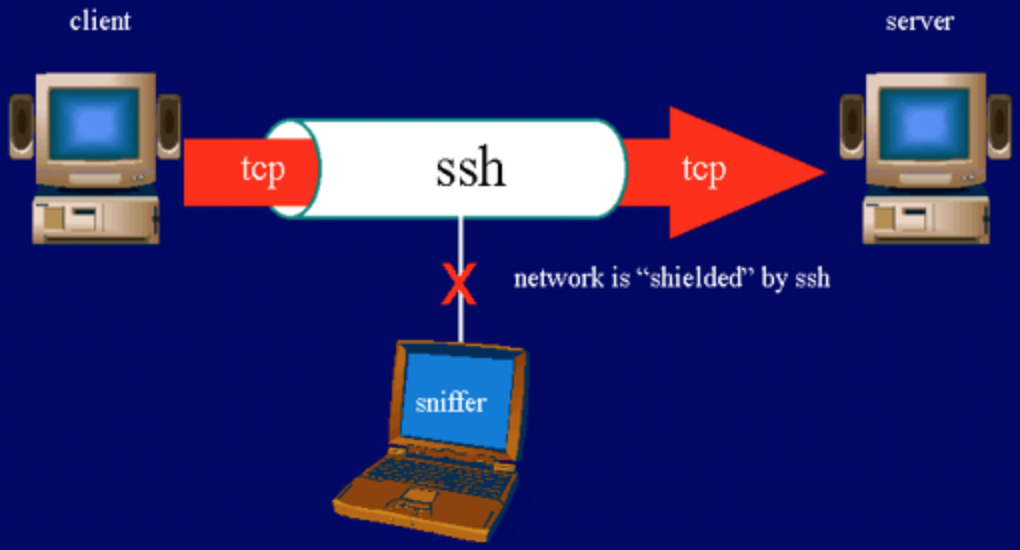 client
server
tcp
ssh
tcp
X
network is “shielded” by ssh
sniffer